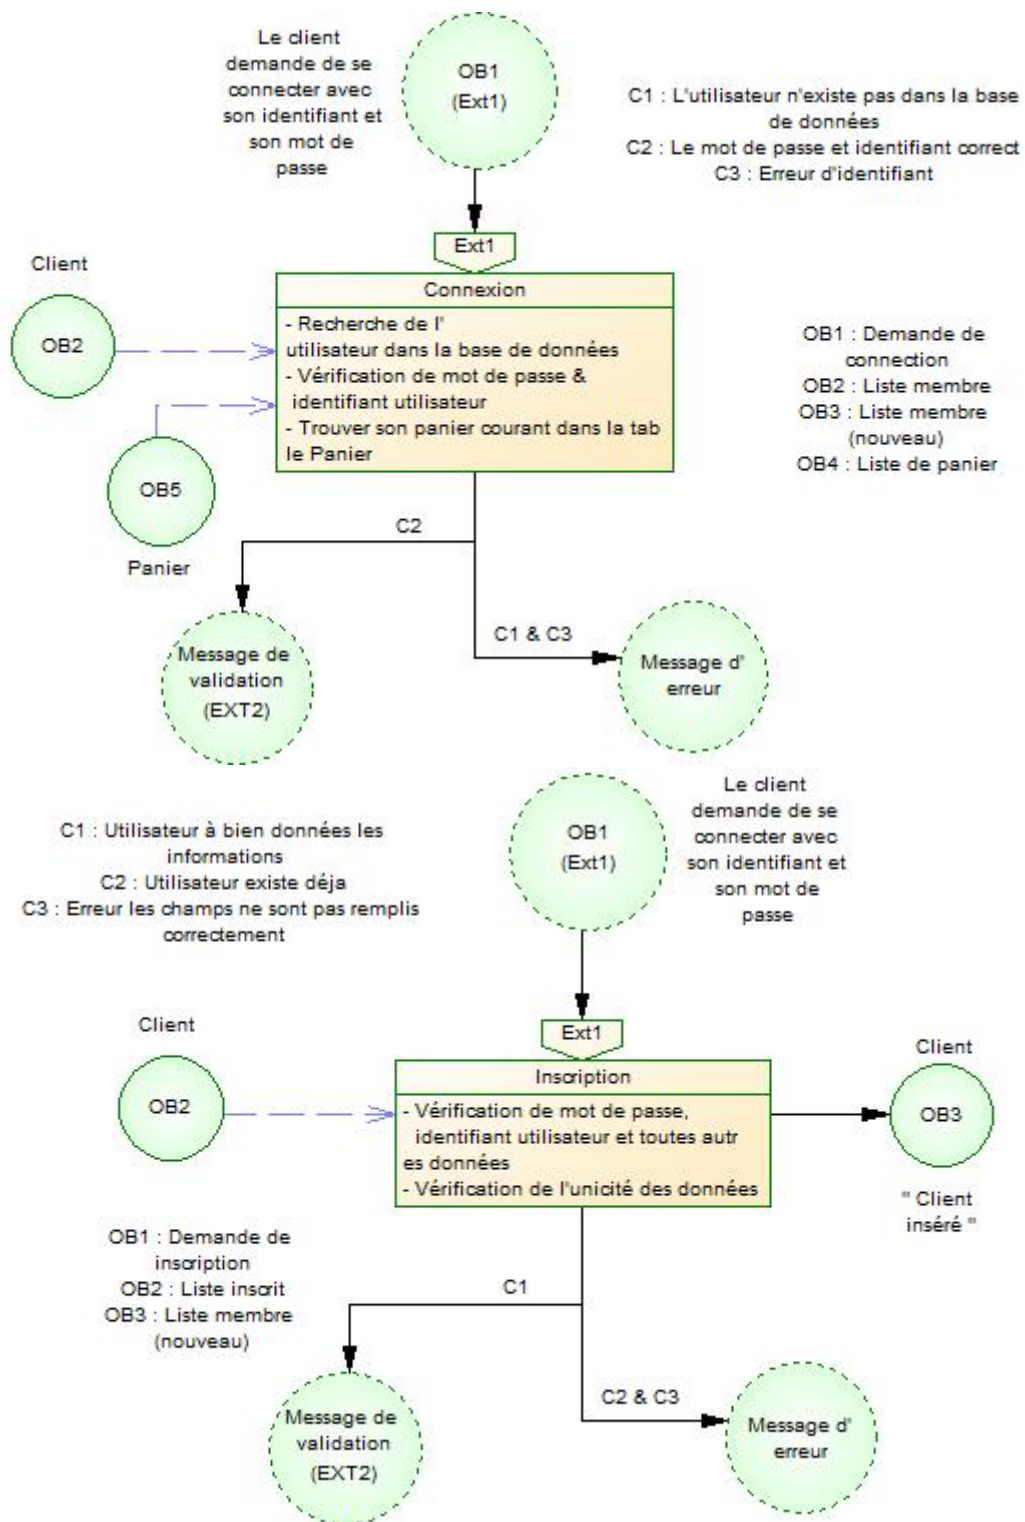 Le client
demande de se
connecter avec
son identifiant et
son mot de
passe
OB1
(Ext1)
C1 : L'utilisateur n'existe pas dans la base
de données
C2 : Le mot de passe et identifiant correct
C3 : Erreur d'identifiant
Ext1
Client
OB2
Connexion
- Recherche de l'
utilisateur dans la base de données
- Vérification de mot de passe &
identifiant utilisateur
- Trouver son panier courant dans la tab
le Panier
OB1 : Demande de
connection
OB2 : Liste membre
OB3 : Liste membre
(nouveau)
OB4 : Liste de panier
OB5
Panier
C2
C1 & C3
Message de
validation
(EXT2)
Message d'
erreur
Le client
demande de se
connecter avec
son identifiant et
son mot de
passe
OB1
(Ext1)
C1 : Utilisateur à bien données les
informations
C2 : Utilisateur existe déja
C3 : Erreur les champs ne sont pas remplis
correctement
Ext1
Client
OB2
Inscription
- Vérification de mot de passe,
identifiant utilisateur et toutes autr
es données
- Vérification de l'unicité des données
Client
OB3
" Client
inséré "
OB1 : Demande de
inscription
OB2 : Liste inscrit
OB3 : Liste membre
(nouveau)
C1
C2 & C3
Message de
validation
(EXT2)
Message d'
erreur